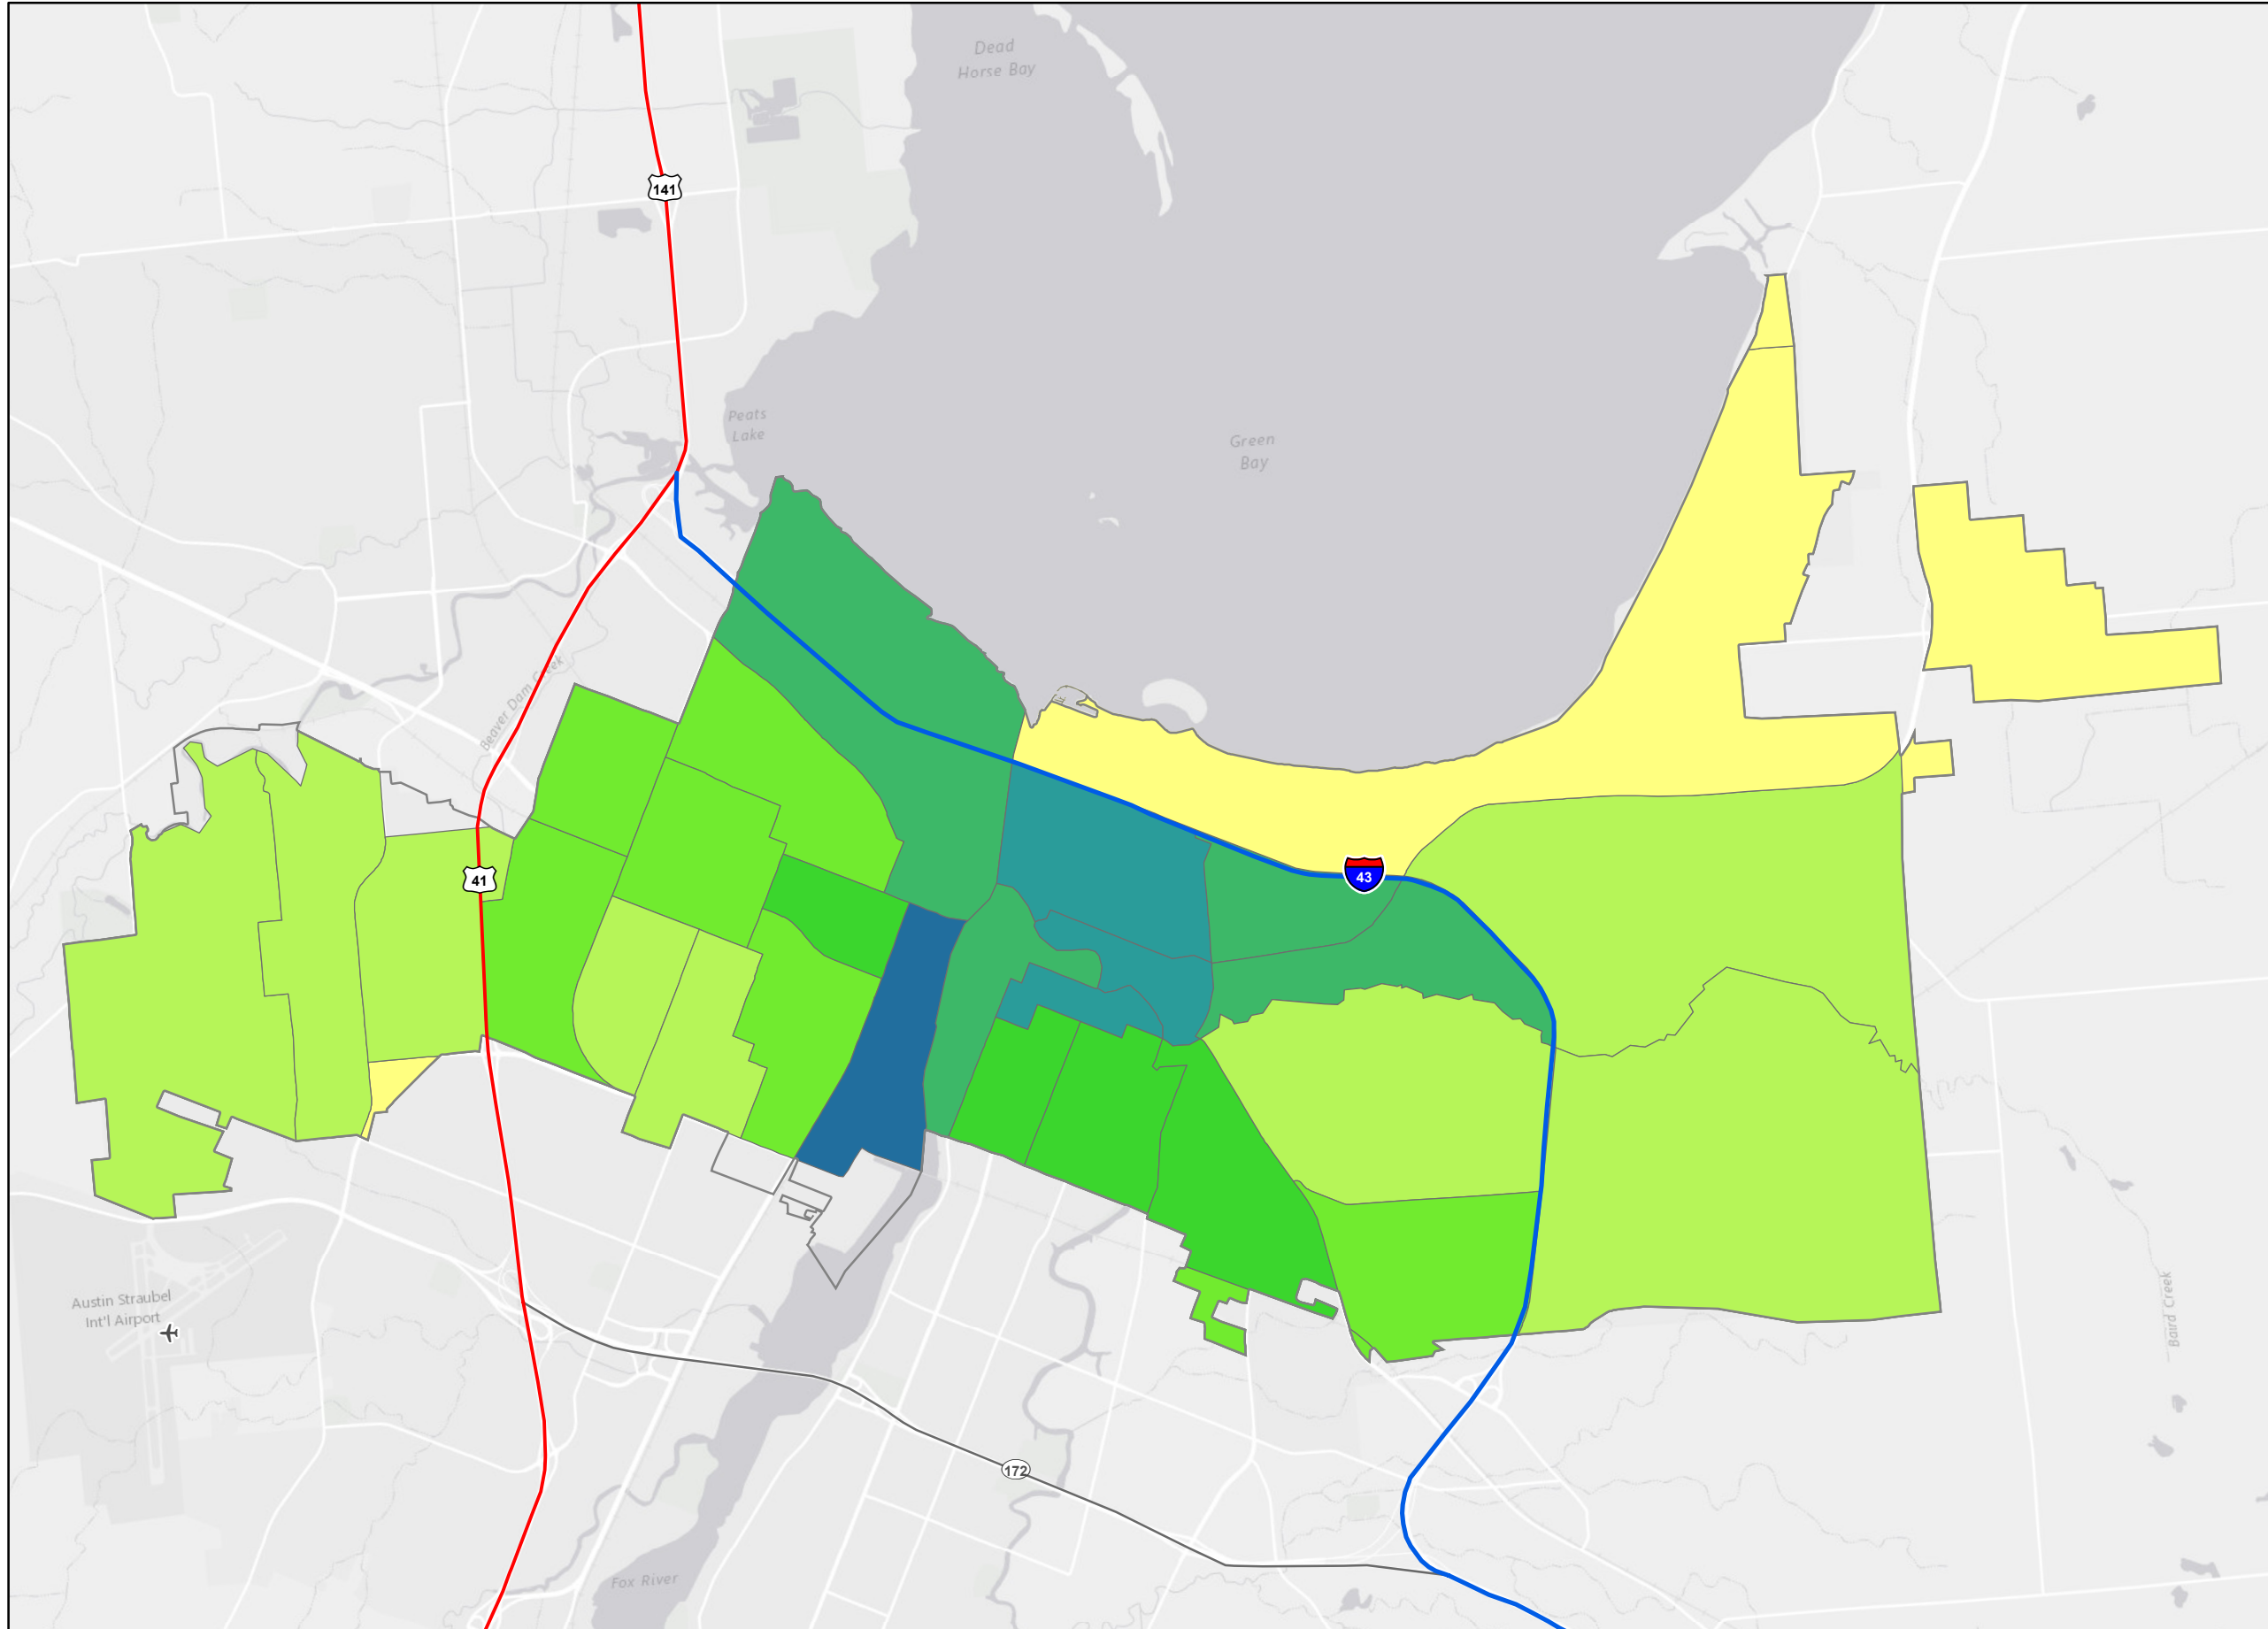 Dead
Horse Bay
141
Peats
Lake
Green
Bay
Beaver Dam Creek
41
43
Austin Straubel
Int'l Airport
Baird Creek
172
Fox River